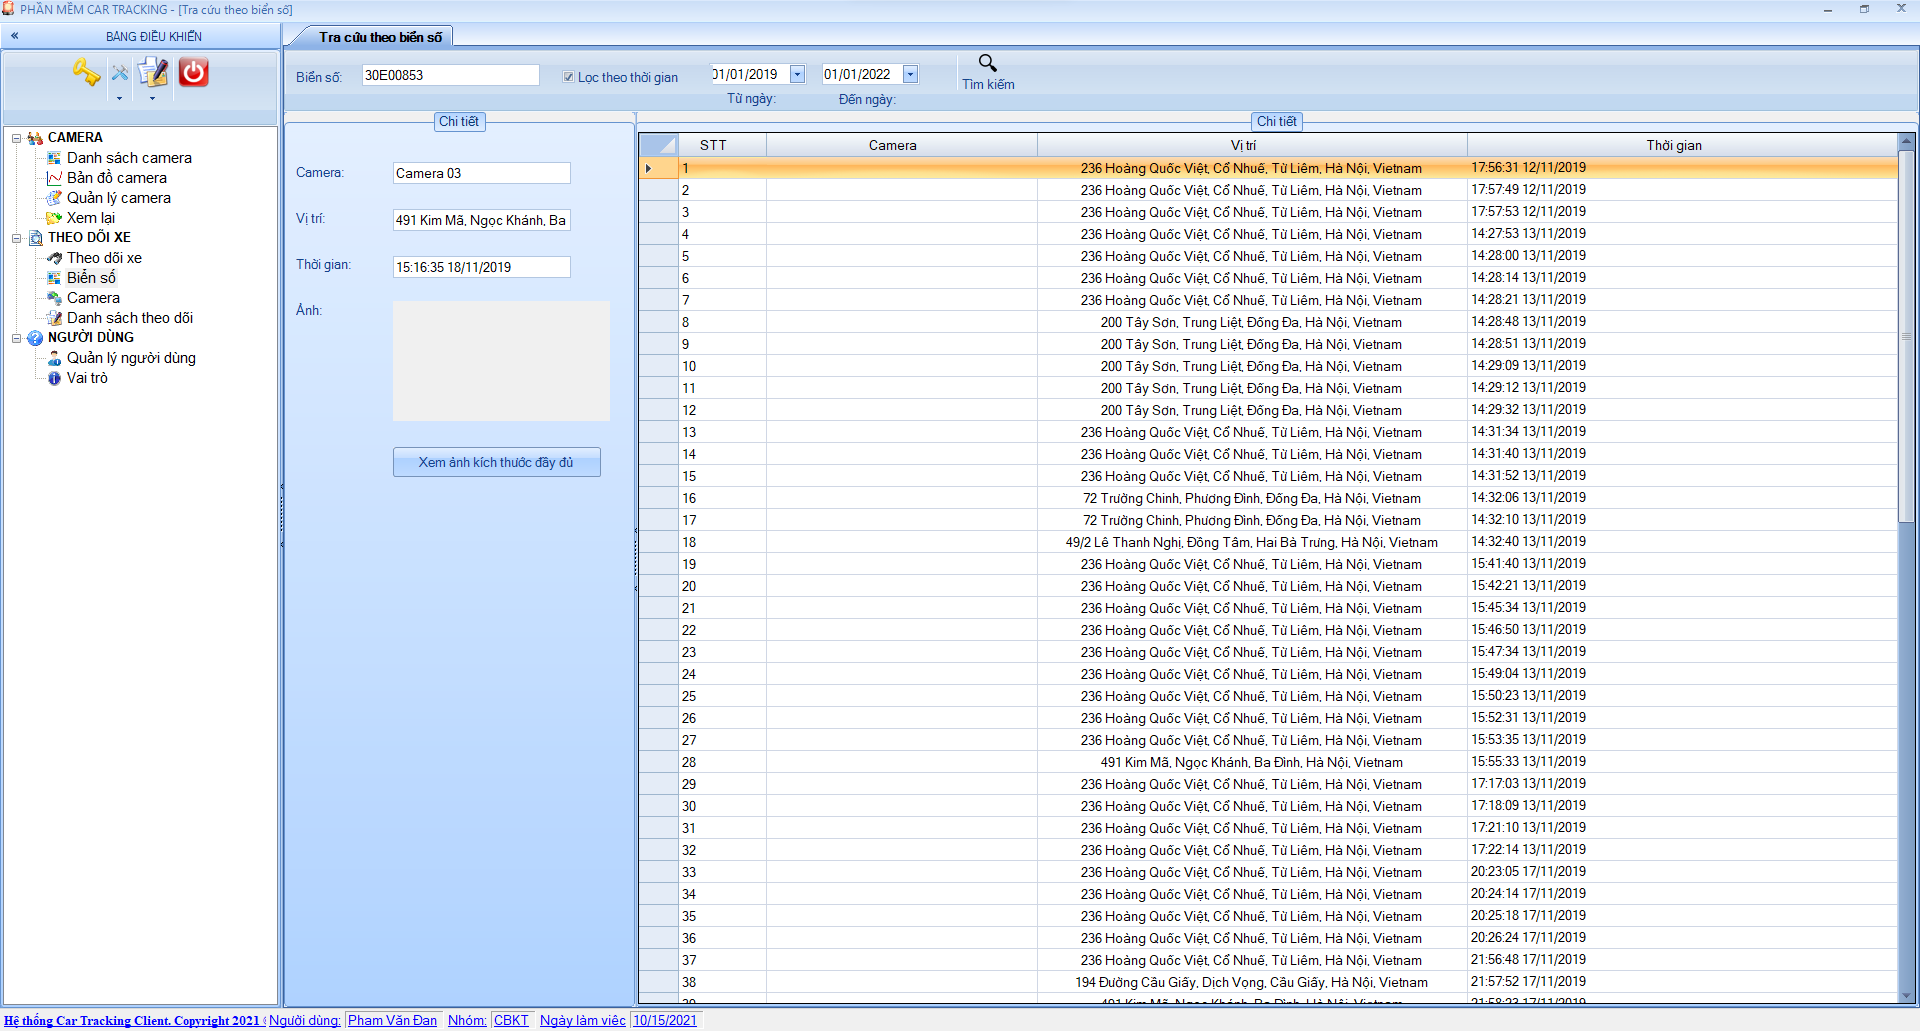 PHẦN MỀM CAR TRACKING - [Tra cứu theo biển số]
BẢNG ĐIỀU KHIỂN
CAMERA
Danh sách camera
Bản đồ camera
Quản lý camera
Xem lại
THEO DÕI XE
Theo dõi xe
Biển số
Camera
Danh sách theo dõi
NGƯỜI DÙNG
Quản lý người dùng
Vai trò
Tra cứu theo biển số
Biển số: 30E00853 Lọc theo thời gian 01/01/2019 01/01/2022
Từ ngày: Đến ngày: Tìm kiếm
Chi tiết
Camera: Camera 03
Vị trí: 491 Kim Mã, Ngọc Khánh, Ba
Thời gian: 15:16:35 18/11/2019
Ảnh:
Xem ảnh kích thước đầy đủ
Chi tiết
STT Camera Vị trí Thời gian
1 236 Hoàng Quốc Việt, Cổ Nhuế, Từ Liêm, Hà Nội, Vietnam 17:56:31 12/11/2019
2 236 Hoàng Quốc Việt, Cổ Nhuế, Từ Liêm, Hà Nội, Vietnam 17:57:49 12/11/2019
3 236 Hoàng Quốc Việt, Cổ Nhuế, Từ Liêm, Hà Nội, Vietnam 17:57:53 12/11/2019
4 236 Hoàng Quốc Việt, Cổ Nhuế, Từ Liêm, Hà Nội, Vietnam 14:27:53 13/11/2019
5 236 Hoàng Quốc Việt, Cổ Nhuế, Từ Liêm, Hà Nội, Vietnam 14:28:00 13/11/2019
6 236 Hoàng Quốc Việt, Cổ Nhuế, Từ Liêm, Hà Nội, Vietnam 14:28:14 13/11/2019
7 236 Hoàng Quốc Việt, Cổ Nhuế, Từ Liêm, Hà Nội, Vietnam 14:28:21 13/11/2019
8 200 Tây Sơn, Trung Liệt, Đống Đa, Hà Nội, Vietnam 14:28:48 13/11/2019
9 200 Tây Sơn, Trung Liệt, Đống Đa, Hà Nội, Vietnam 14:28:51 13/11/2019
10 200 Tây Sơn, Trung Liệt, Đống Đa, Hà Nội, Vietnam 14:29:09 13/11/2019
11 200 Tây Sơn, Trung Liệt, Đống Đa, Hà Nội, Vietnam 14:29:12 13/11/2019
12 200 Tây Sơn, Trung Liệt, Đống Đa, Hà Nội, Vietnam 14:29:32 13/11/2019
13 236 Hoàng Quốc Việt, Cổ Nhuế, Từ Liêm, Hà Nội, Vietnam 14:31:34 13/11/2019
14 236 Hoàng Quốc Việt, Cổ Nhuế, Từ Liêm, Hà Nội, Vietnam 14:31:40 13/11/2019
15 236 Hoàng Quốc Việt, Cổ Nhuế, Từ Liêm, Hà Nội, Vietnam 14:31:52 13/11/2019
16 72 Trường Chinh, Phương Đình, Đống Đa, Hà Nội, Vietnam 14:32:06 13/11/2019
17 72 Trường Chinh, Phương Đình, Đống Đa, Hà Nội, Vietnam 14:32:10 13/11/2019
18 49/2 Lê Thanh Nghị, Đồng Tâm, Hai Bà Trưng, Hà Nội, Vietnam 14:32:40 13/11/2019
19 236 Hoàng Quốc Việt, Cổ Nhuế, Từ Liêm, Hà Nội, Vietnam 15:41:40 13/11/2019
20 236 Hoàng Quốc Việt, Cổ Nhuế, Từ Liêm, Hà Nội, Vietnam 15:42:21 13/11/2019
21 236 Hoàng Quốc Việt, Cổ Nhuế, Từ Liêm, Hà Nội, Vietnam 15:45:34 13/11/2019
22 236 Hoàng Quốc Việt, Cổ Nhuế, Từ Liêm, Hà Nội, Vietnam 15:46:50 13/11/2019
23 236 Hoàng Quốc Việt, Cổ Nhuế, Từ Liêm, Hà Nội, Vietnam 15:47:34 13/11/2019
24 236 Hoàng Quốc Việt, Cổ Nhuế, Từ Liêm, Hà Nội, Vietnam 15:49:04 13/11/2019
25 236 Hoàng Quốc Việt, Cổ Nhuế, Từ Liêm, Hà Nội, Vietnam 15:50:23 13/11/2019
26 236 Hoàng Quốc Việt, Cổ Nhuế, Từ Liêm, Hà Nội, Vietnam 15:52:31 13/11/2019
27 236 Hoàng Quốc Việt, Cổ Nhuế, Từ Liêm, Hà Nội, Vietnam 15:53:35 13/11/2019
28 491 Kim Mã, Ngọc Khánh, Ba Đình, Hà Nội, Vietnam 15:55:33 13/11/2019
29 236 Hoàng Quốc Việt, Cổ Nhuế, Từ Liêm, Hà Nội, Vietnam 17:17:03 13/11/2019
30 236 Hoàng Quốc Việt, Cổ Nhuế, Từ Liêm, Hà Nội, Vietnam 17:18:09 13/11/2019
31 236 Hoàng Quốc Việt, Cổ Nhuế, Từ Liêm, Hà Nội, Vietnam 17:21:10 13/11/2019
32 236 Hoàng Quốc Việt, Cổ Nhuế, Từ Liêm, Hà Nội, Vietnam 17:22:14 13/11/2019
33 236 Hoàng Quốc Việt, Cổ Nhuế, Từ Liêm, Hà Nội, Vietnam 20:23:05 17/11/2019
34 236 Hoàng Quốc Việt, Cổ Nhuế, Từ Liêm, Hà Nội, Vietnam 20:24:14 17/11/2019
35 236 Hoàng Quốc Việt, Cổ Nhuế, Từ Liêm, Hà Nội, Vietnam 20:25:18 17/11/2019
36 236 Hoàng Quốc Việt, Cổ Nhuế, Từ Liêm, Hà Nội, Vietnam 20:26:24 17/11/2019
37 236 Hoàng Quốc Việt, Cổ Nhuế, Từ Liêm, Hà Nội, Vietnam 21:56:48 17/11/2019
38 194 Đường Cầu Giấy, Dịch Vọng, Cầu Giấy, Hà Nội, Vietnam 21:57:52 17/11/2019
39 491 Kim Mã, Ngọc Khánh, Ba Đình, Hà Nội, Vietnam 21:58:23 17/11/2019
Hệ thống Car Tracking Client. Copyright 2021 Người dùng: Phạm Văn Đan Nhóm: CBKT Ngày làm việc 10/15/2021